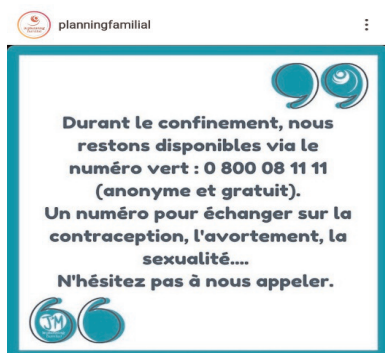 planningfamilial
Durant le confinement, nous
restons disponibles via le
numéro vert : 0 800 08 11 11
(anonyme et gratuit).
Un numéro pour échanger sur la
contraception, l'avortement, la
sexualité....
N'hésitez pas à nous appeler.